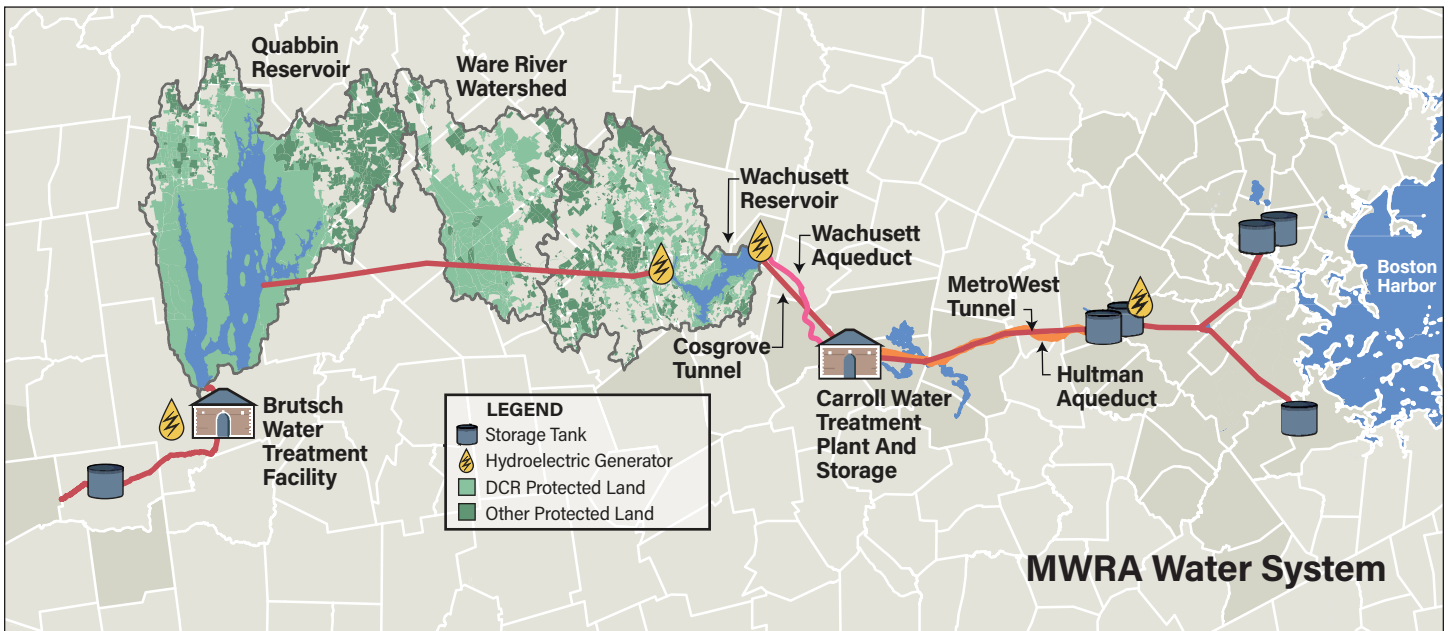 Quabbin
Reservoir
Ware River
Watershed
Wachusett
Reservoir
Wachusett
Aqueduct
MetroWest
Tunnel
Boston
Harbor
Cosgrove
Tunnel
Hultman
Aqueduct
Carroll Water
Treatment
Plant And
Storage
Brutsch
Water
Treatment
Facility
LEGEND
Storage Tank
Hydroelectric Generator
DCR Protected Land
Other Protected Land
MWRA Water System